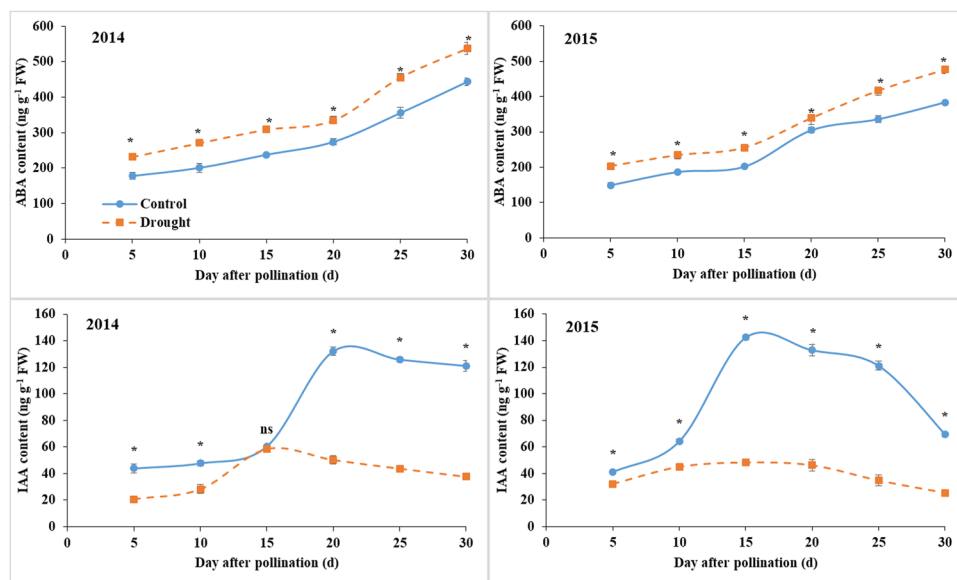 2014
ABA content (ng g⁻¹ FW)
600
500
400
300
200
100
0
* * * * * *
Control
Drought
0 5 10 15 20 25 30
Day after pollination (d)
2015
ABA content (ng g⁻¹ FW)
600
500
400
300
200
100
0
* * * * * *
0 5 10 15 20 25 30
Day after pollination (d)
2014
IAA content (ng g⁻¹ FW)
160
140
120
100
80
60
40
20
0
* * ns * * *
0 5 10 15 20 25 30
Day after pollination (d)
2015
IAA content (ng g⁻¹ FW)
160
140
120
100
80
60
40
20
0
* * * * * *
0 5 10 15 20 25 30
Day after pollination (d)